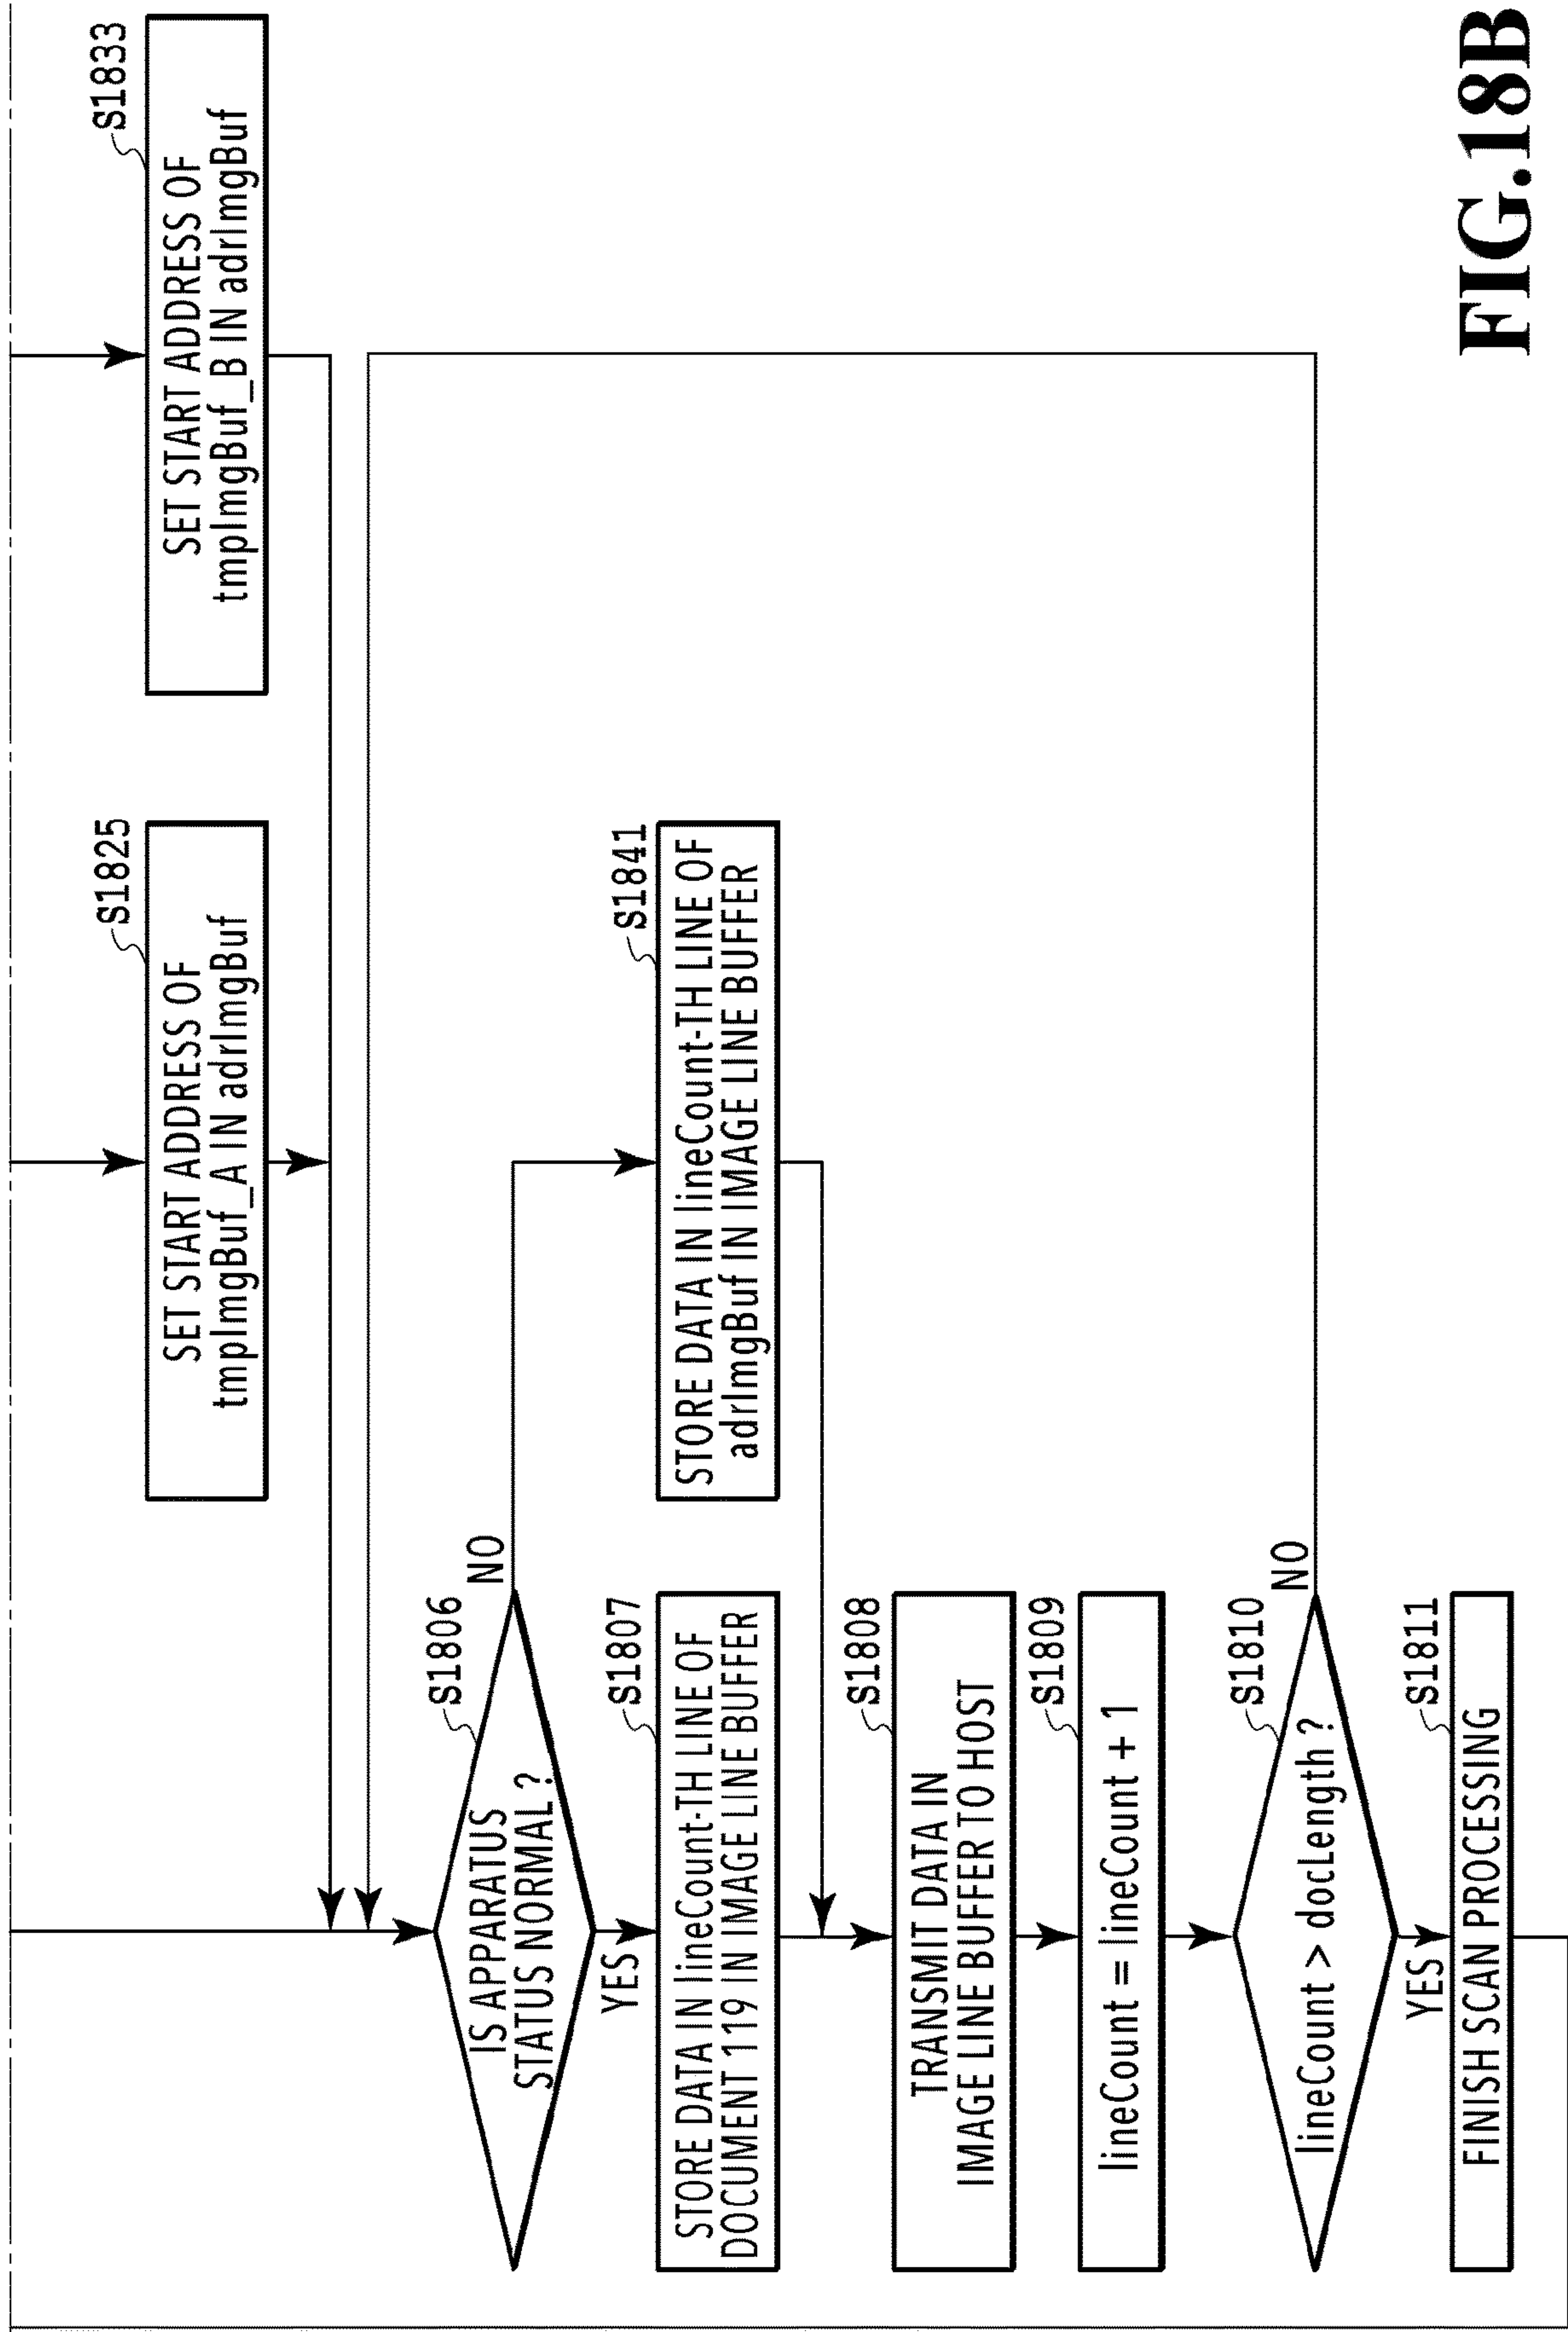 S1833
SET START ADDRESS OF
tmpImgBuf_B IN adrImgBuf
S1825
SET START ADDRESS OF
tmpImgBuf_A IN adrImgBuf
S1806
IS APPARATUS
STATUS NORMAL ?
NO
YES
S1841
STORE DATA IN lineCount-TH LINE OF
adrImgBuf IN IMAGE LINE BUFFER
S1807
STORE DATA IN lineCount-TH LINE OF
DOCUMENT 119 IN IMAGE LINE BUFFER
S1808
TRANSMIT DATA IN
IMAGE LINE BUFFER TO HOST
S1809
lineCount = lineCount + 1
S1810
lineCount > docLength ?
NO
YES
S1811
FINISH SCAN PROCESSING
FIG.18B